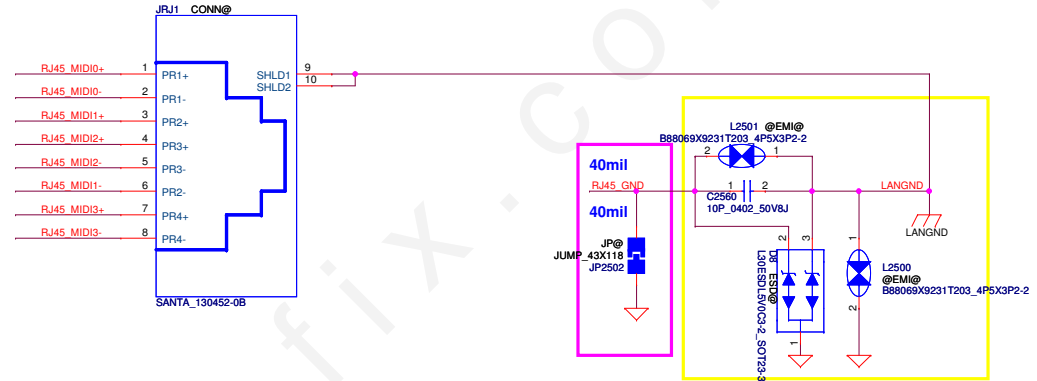 JRJ1 CONN@
RJ45_MIDI0+ 1 PR1+
RJ45_MIDI0- 2 PR1-
RJ45_MIDI1+ 3 PR2+
RJ45_MIDI2+ 4 PR3+
RJ45_MIDI2- 5 PR3-
RJ45_MIDI1- 6 PR2-
RJ45_MIDI3+ 7 PR4+
RJ45_MIDI3- 8 PR4-
SHLD1 9
SHLD2 10
SANTA_130452-0B
40mil
RJ45_GND
40mil
JP@
JUMP_43X118
JP2502
L2501 @EMI@
B88069X9231T203_4P5X3P2-2
2 1
C2560 1 2
10P_0402_50V8J
LANGND
LANGND
2 3
D8 ESD@
L30ESDL5V0C3-2_SOT23-3
1
1
L2500
@EMI@
B88069X9231T203_4P5X3P2-2
2
fix.co